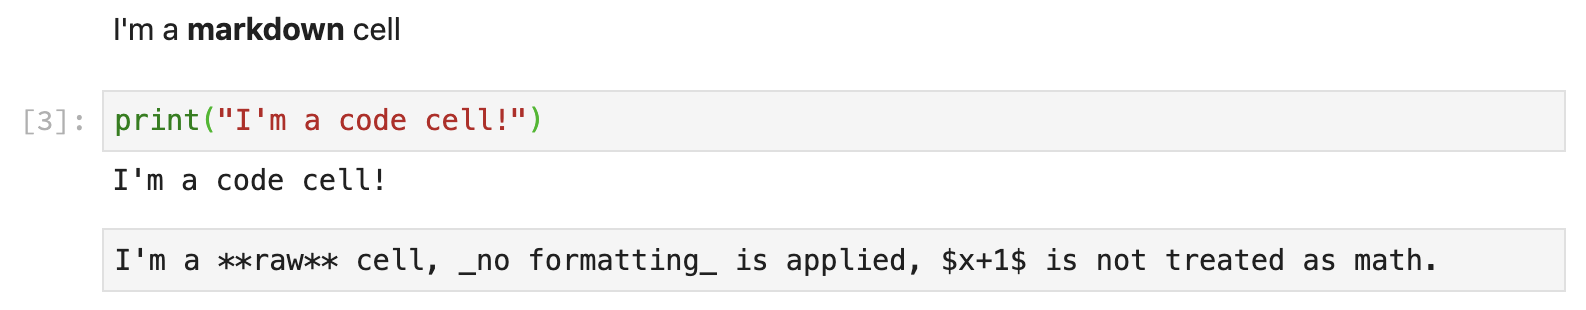 I'm a markdown cell
[3]: print("I'm a code cell!")
I'm a code cell!
I'm a **raw** cell, _no formatting_ is applied, $x+1$ is not treated as math.